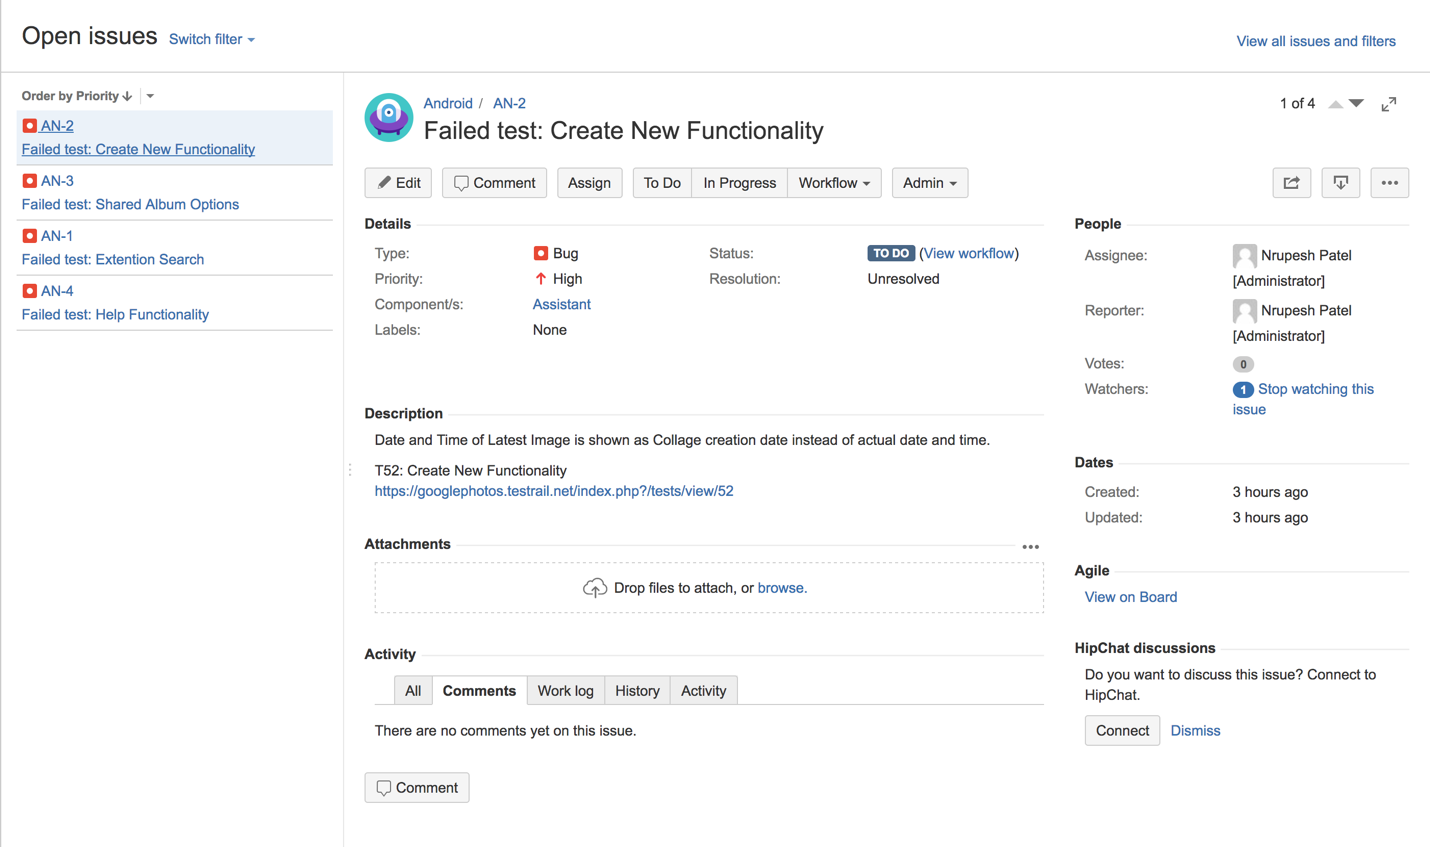 Open issues Switch filter
View all issues and filters
Order by Priority
AN-2
Failed test: Create New Functionality
AN-3
Failed test: Shared Album Options
AN-1
Failed test: Extention Search
AN-4
Failed test: Help Functionality
Android / AN-2
Failed test: Create New Functionality
1 of 4
Edit Comment Assign To Do In Progress Workflow Admin
Details
Type: Bug
Priority: High
Component/s: Assistant
Labels: None
Status: TO DO (View workflow)
Resolution: Unresolved
Description
Date and Time of Latest Image is shown as Collage creation date instead of actual date and time.
T52: Create New Functionality
https://googlephotos.testrail.net/index.php?/tests/view/52
Attachments
Drop files to attach, or browse.
Activity
All Comments Work log History Activity
There are no comments yet on this issue.
Comment
People
Assignee: Nrupesh Patel
[Administrator]
Reporter: Nrupesh Patel
[Administrator]
Votes: 0
Watchers: 1 Stop watching this
issue
Dates
Created: 3 hours ago
Updated: 3 hours ago
Agile
View on Board
HipChat discussions
Do you want to discuss this issue? Connect to
HipChat.
Connect Dismiss